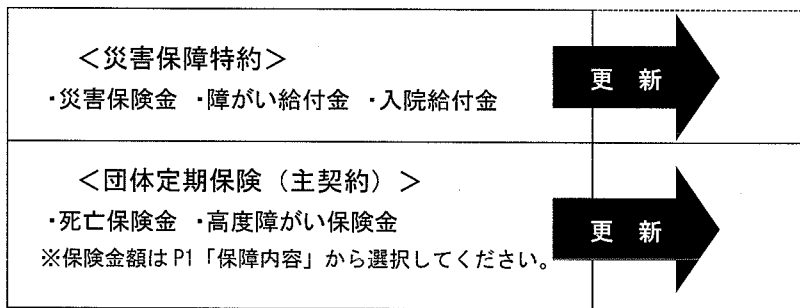 ＜災害保障特約＞
・災害保険金 ・障がい給付金 ・入院給付金
更 新
＜団体定期保険（主契約）＞
・死亡保険金 ・高度障がい保険金
※保険金額はP1「保障内容」から選択してください。
更 新